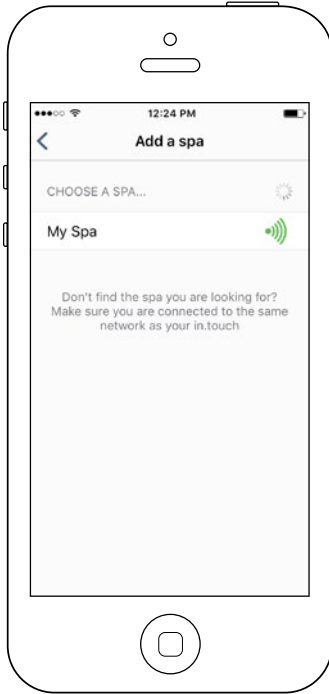 12:24 PM
Add a spa
CHOOSE A SPA...
My Spa
Don't find the spa you are looking for?
Make sure you are connected to the same
network as your in.touch